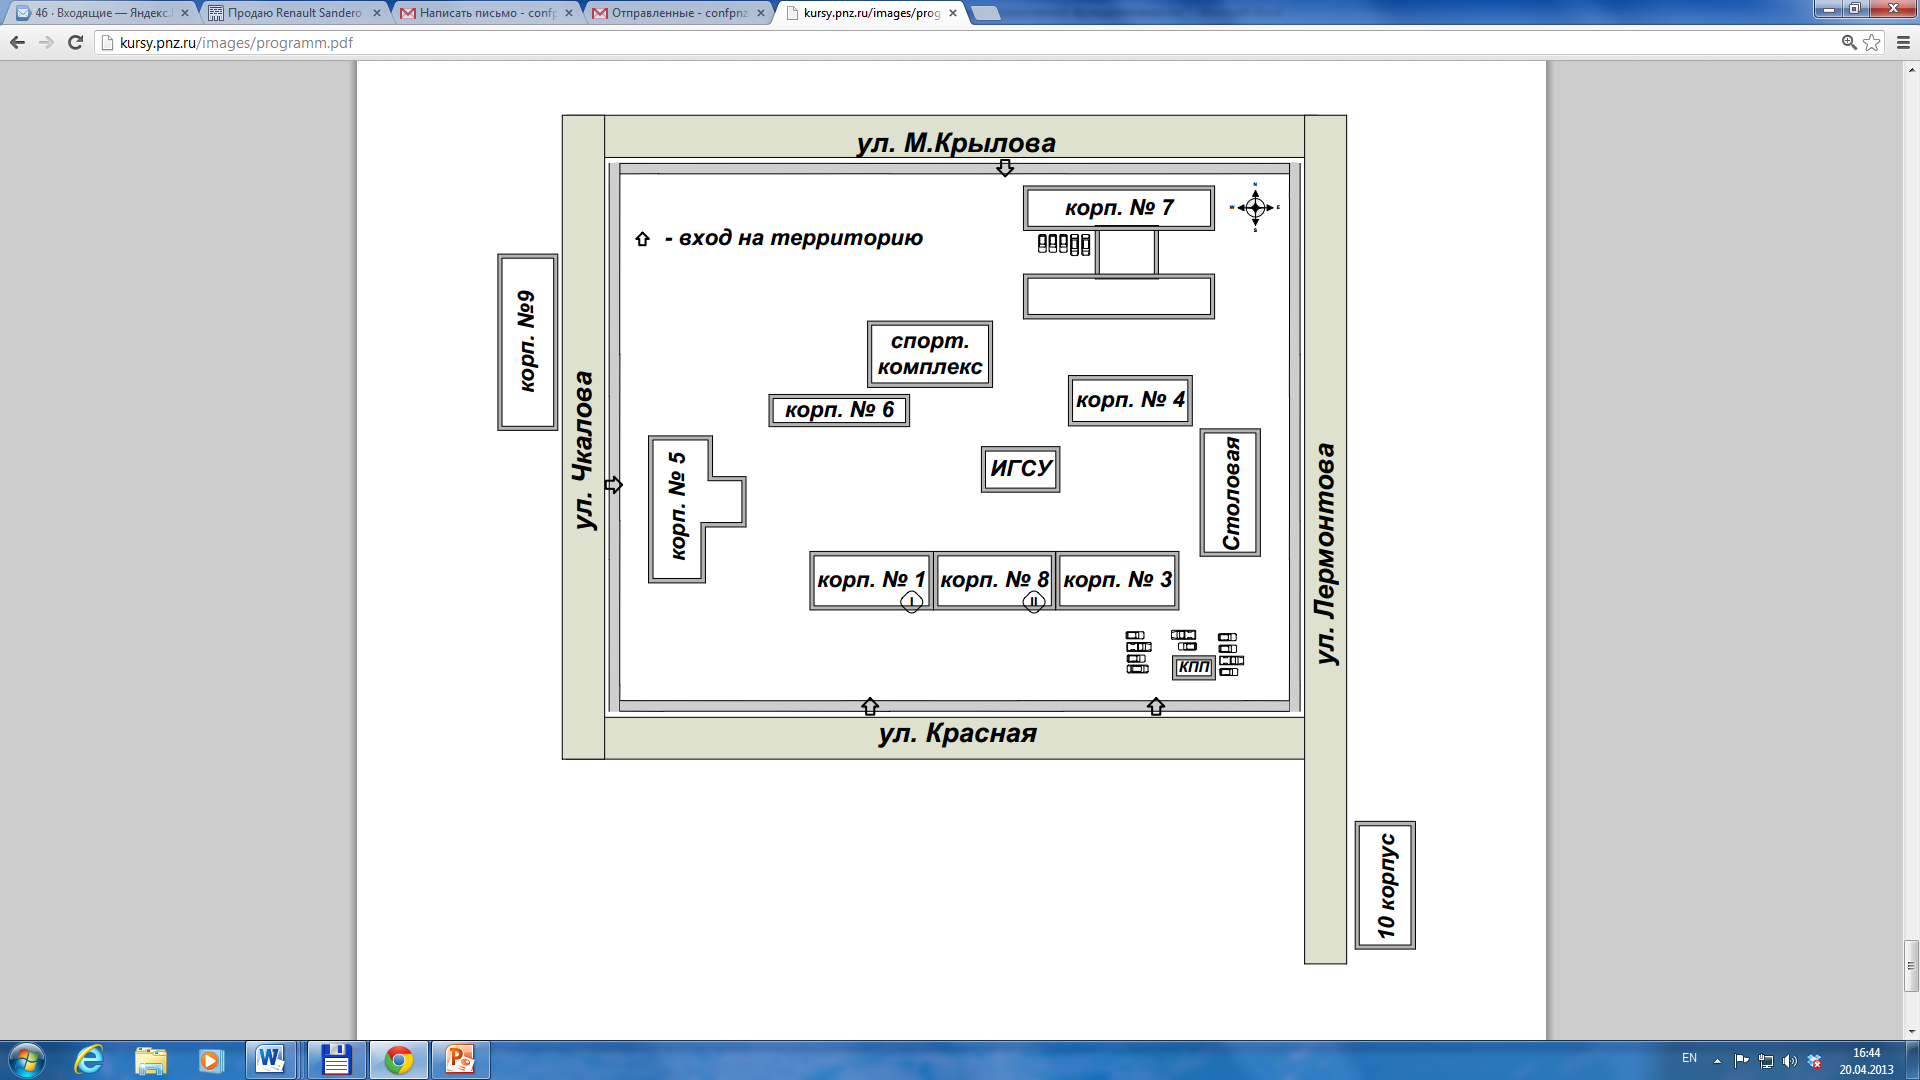 46 · Входящие — Яндекс.
Продаю Renault Sandero
Написать письмо - confp
Отправленные - confpnz
kursy.pnz.ru/images/prog
kursy.pnz.ru/images/programm.pdf
ул. М.Крылова
корп. № 7
N
W
E
S
- вход на территорию
корп. №9
спорт.
комплекс
ул. Чкалова
корп. № 4
корп. № 6
корп. № 5
ИГСУ
Столовая
ул. Лермонтова
корп. № 1
корп. № 8
корп. № 3
I
II
КПП
ул. Красная
10 корпус
EN
16:44
20.04.2013